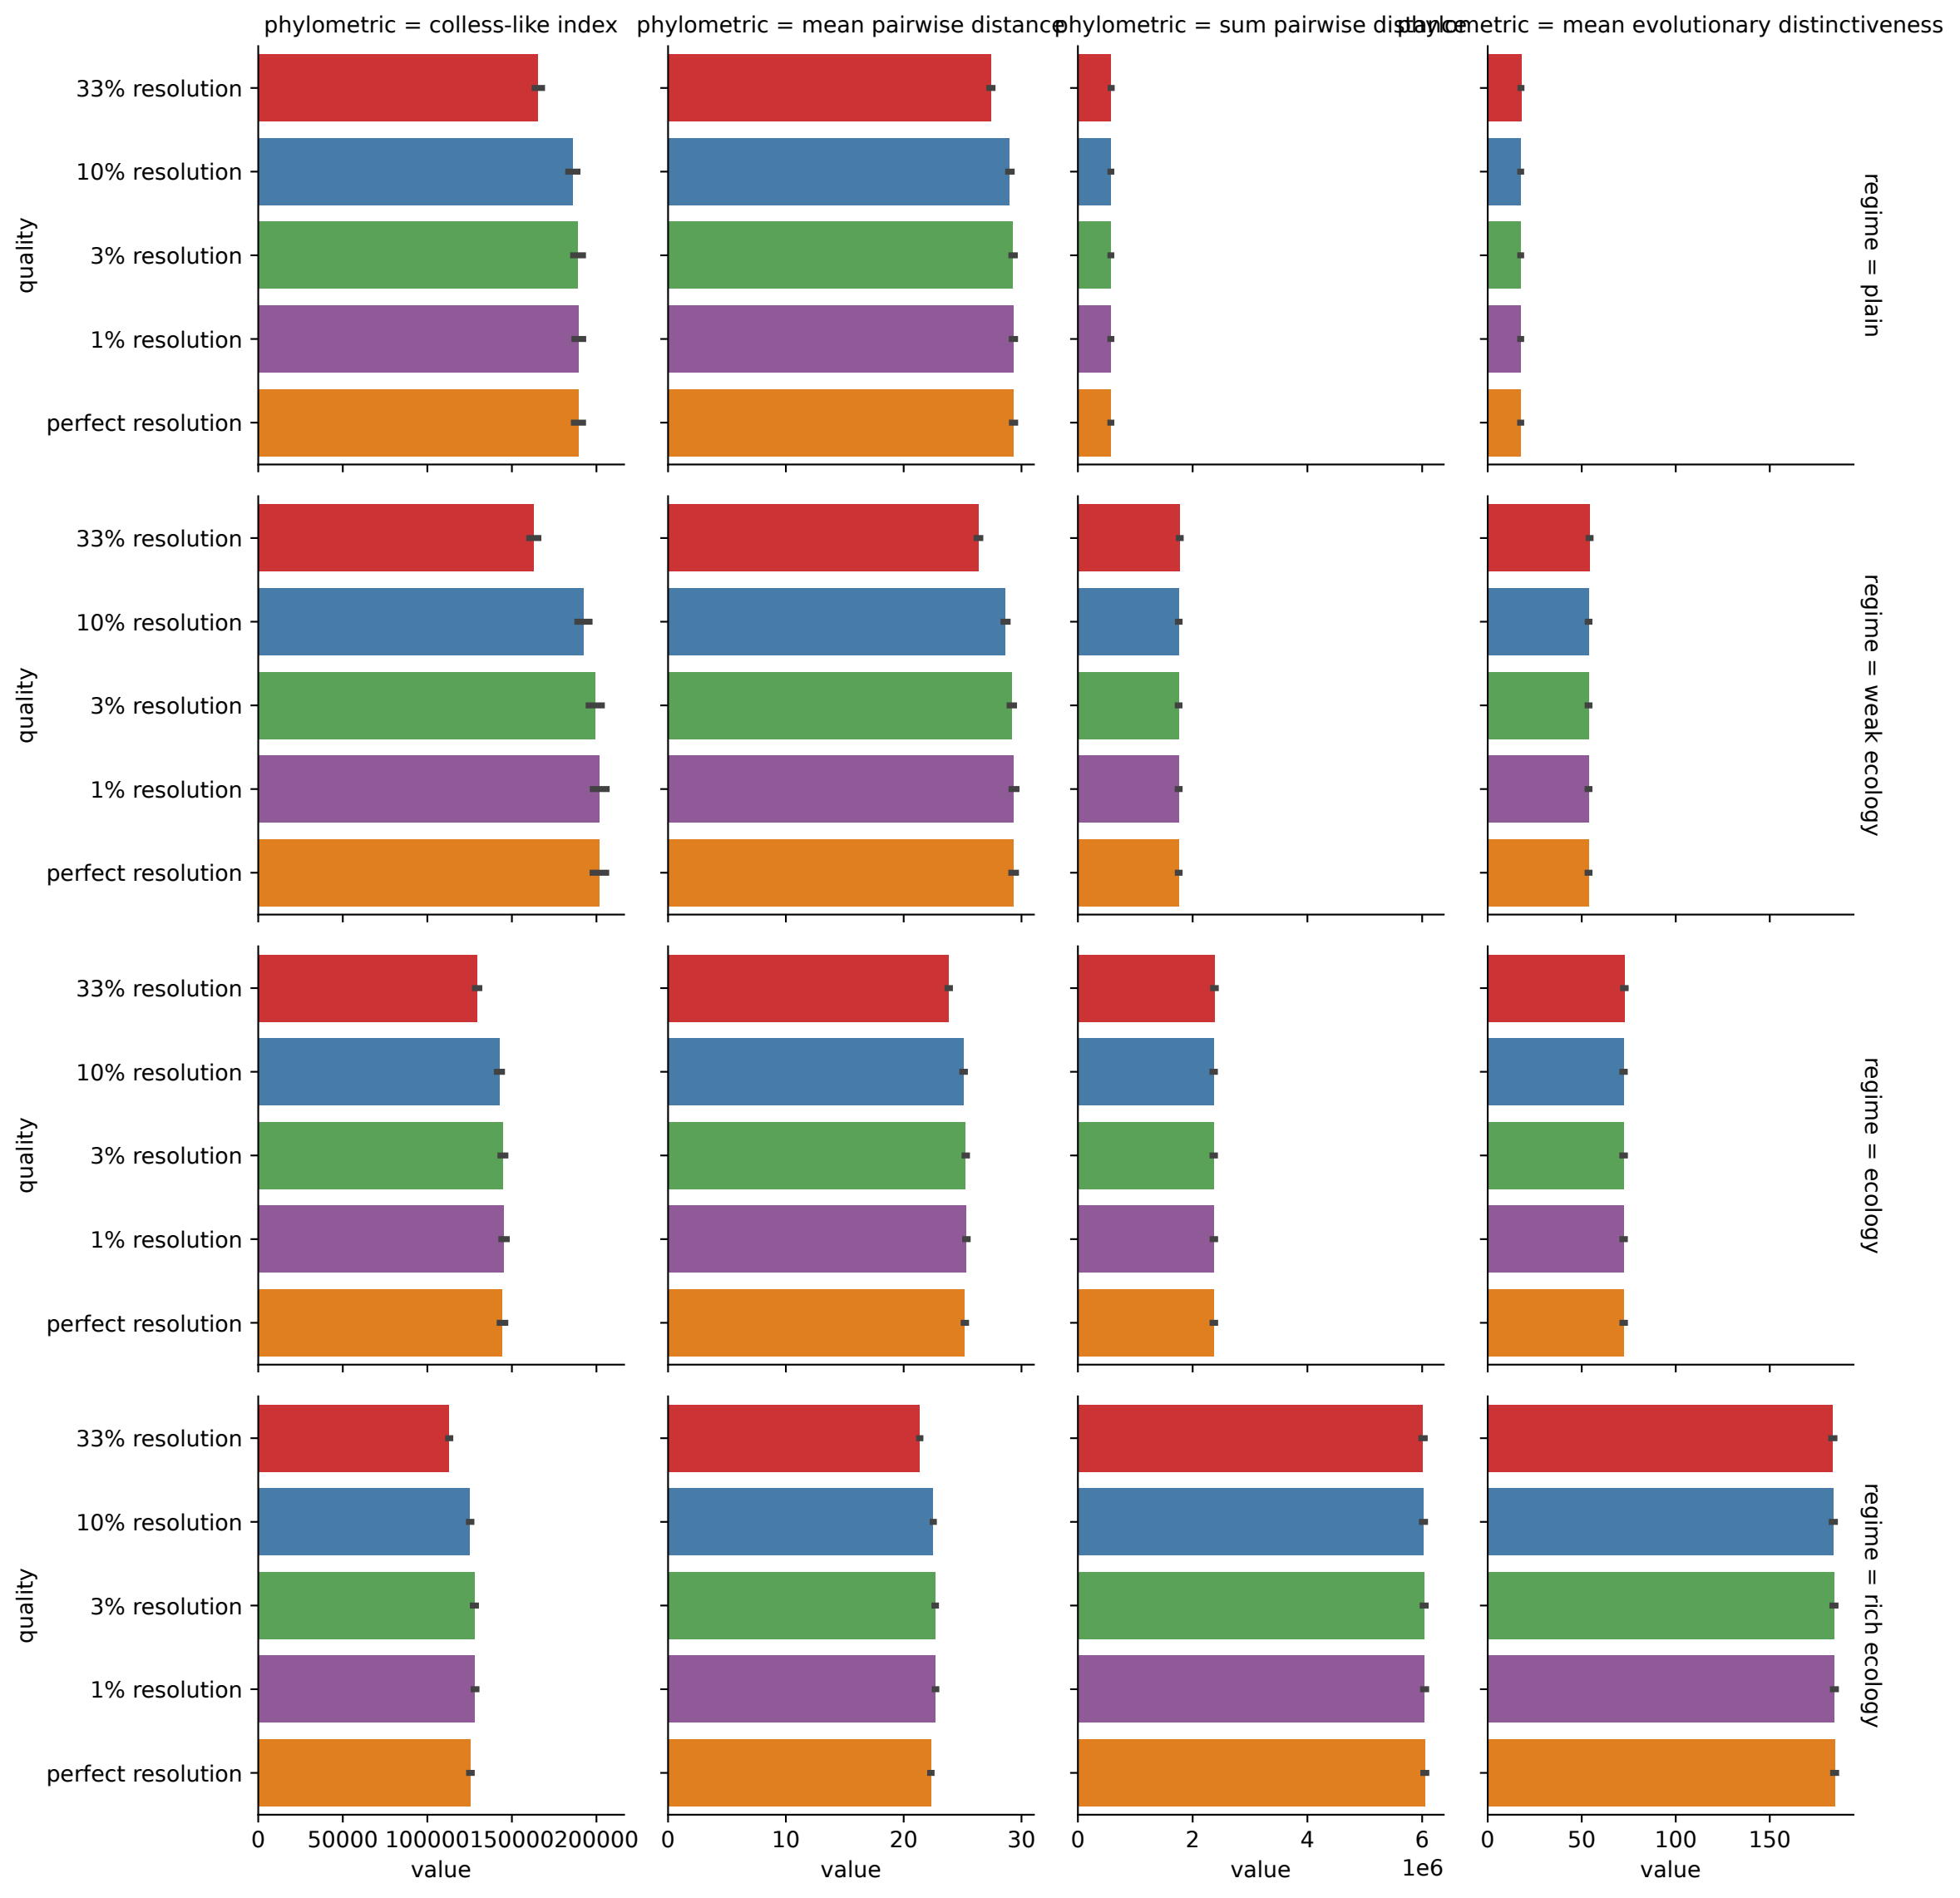 phylometric = colless-like index
phylometric = mean pairwise distance
phylometric = sum pairwise distance
phylometric = mean evolutionary distinctiveness
quality
33% resolution
10% resolution
3% resolution
1% resolution
perfect resolution
regime = plain
quality
33% resolution
10% resolution
3% resolution
1% resolution
perfect resolution
regime = weak ecology
quality
33% resolution
10% resolution
3% resolution
1% resolution
perfect resolution
regime = ecology
quality
33% resolution
10% resolution
3% resolution
1% resolution
perfect resolution
regime = rich ecology
0 50000 100000 150000 200000
value
0 10 20 30
value
0 2 4 6
1e6
value
0 50 100 150
value